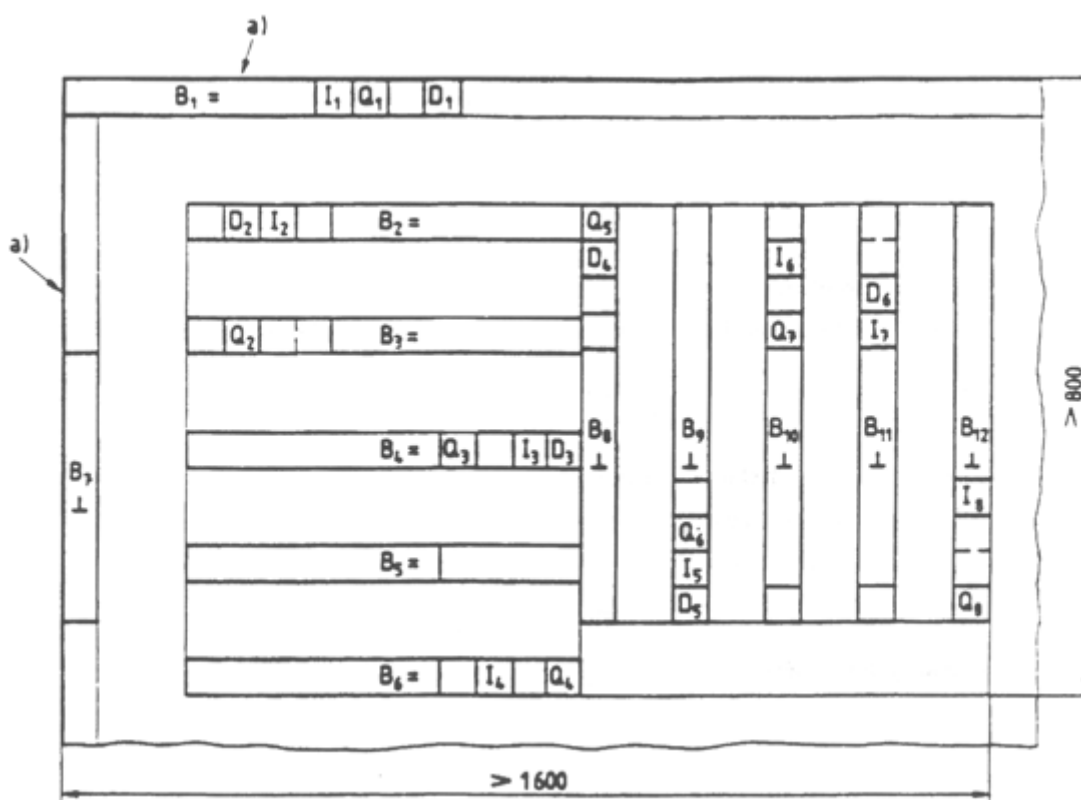 a)
B₁ = I₁ Q₁ D₁
D₂ I₂ B₂ = Q₅
a)
D₄ I₆
D₆
Q₂ B₃ = Q₇ I₇
> 800
B₄ = Q₃ I₃ D₃ B₈ ⊥ B₉ ⊥ B₁₀ ⊥ B₁₁ ⊥ B₁₂ ⊥
B₇ ⊥
I₈
Q₆
B₅ = I₅
D₅ Q₈
B₆ = I₄ Q₄
> 1600